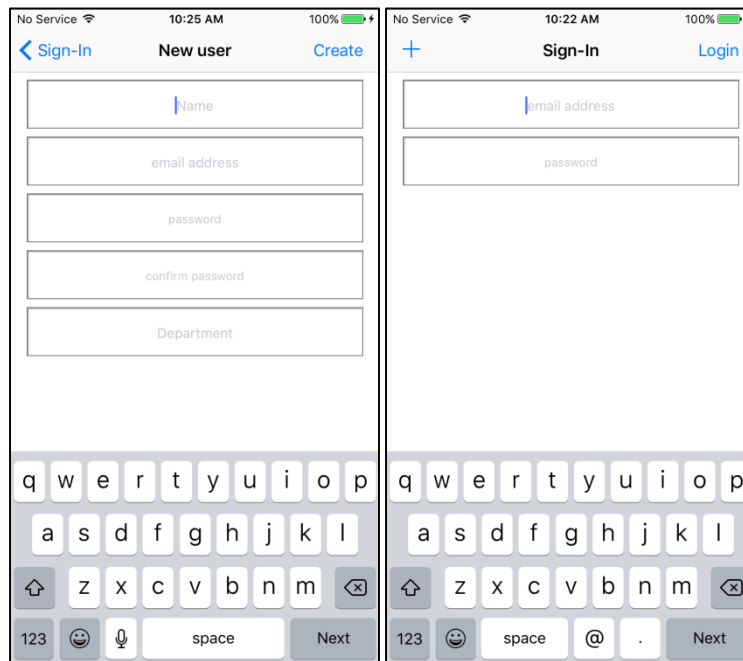 No Service 10:25 AM 100%
Sign-In New user Create
Name
email address
password
confirm password
Department
q w e r t y u i o p
a s d f g h j k l
z x c v b n m
123 space Next
No Service 10:22 AM 100%
+ Sign-In Login
email address
password
q w e r t y u i o p
a s d f g h j k l
z x c v b n m
123 space @ . Next